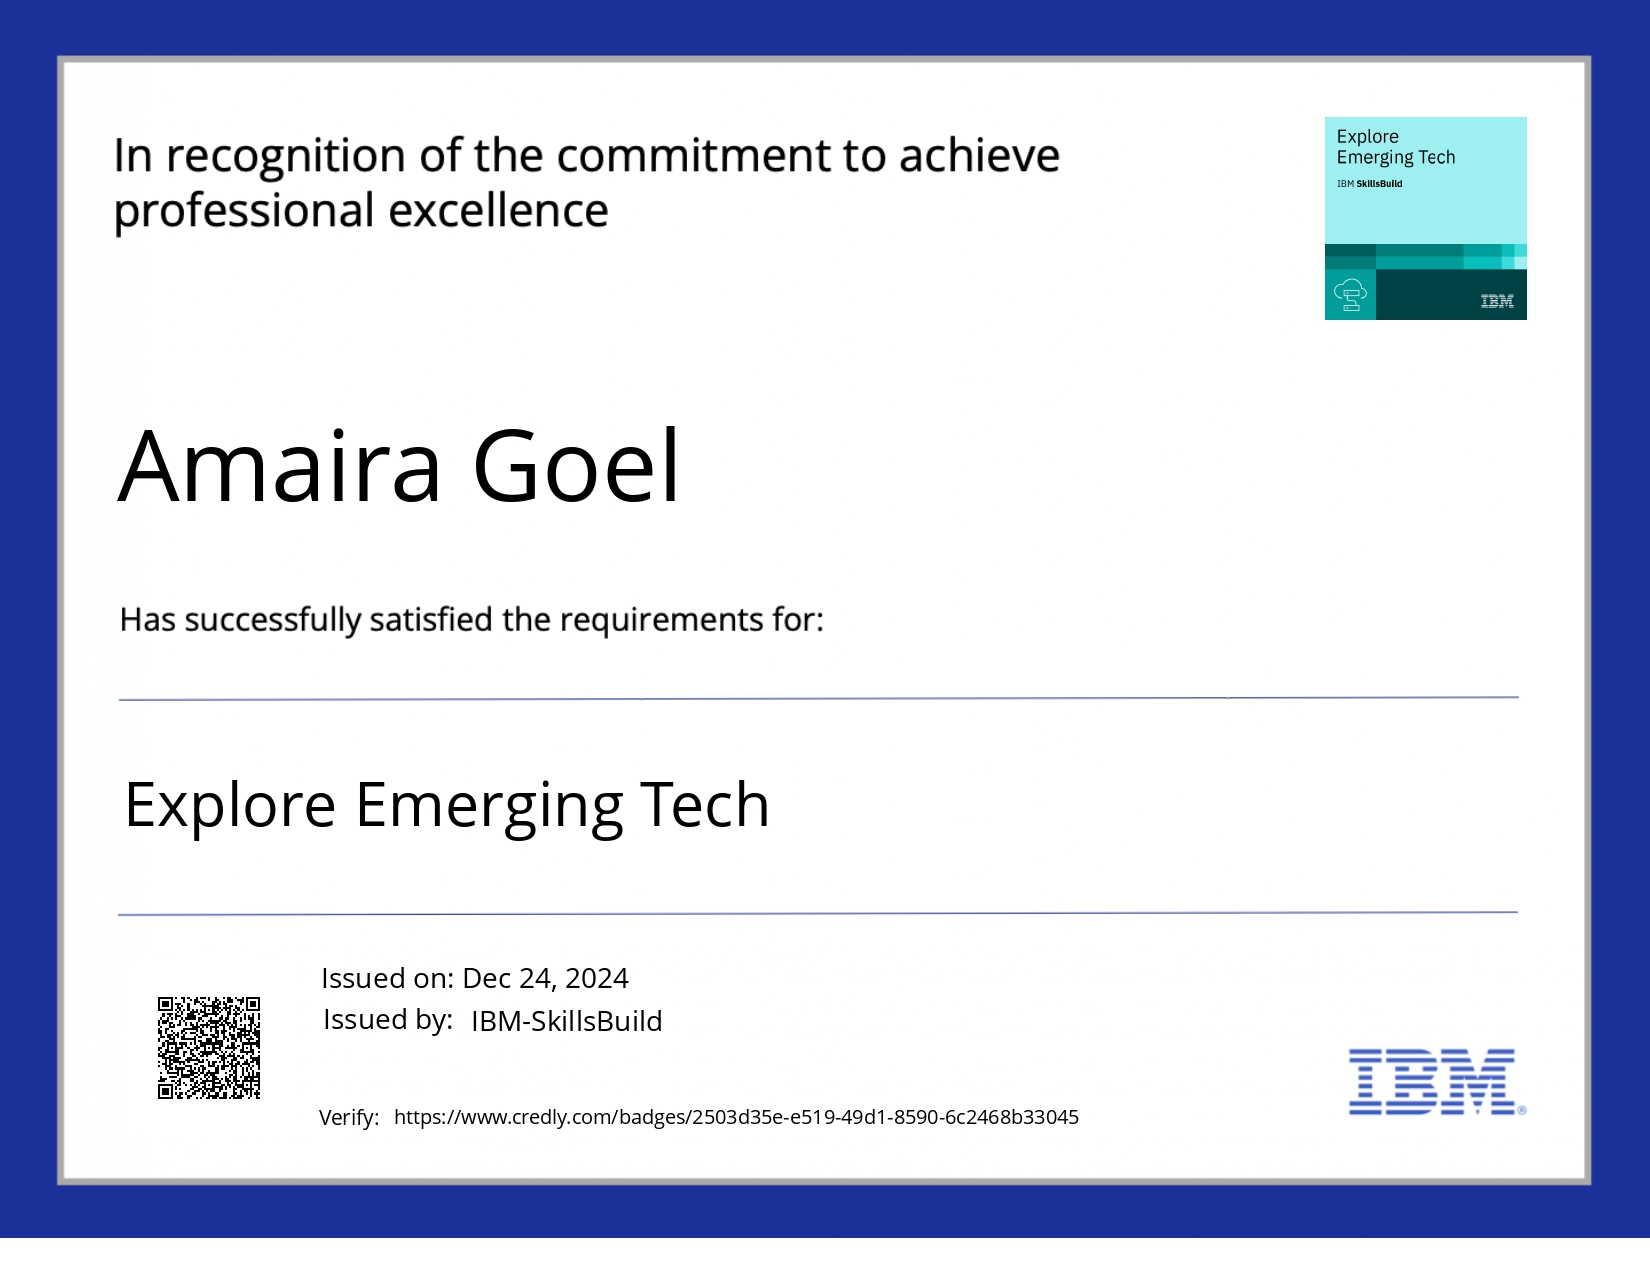 In recognition of the commitment to achieve
professional excellence
Explore
Emerging Tech
IBM SkillsBuild
IBM
Amaira Goel
Has successfully satisfied the requirements for:
Explore Emerging Tech
Issued on: Dec 24, 2024
Issued by: IBM-SkillsBuild
Verify: https://www.credly.com/badges/2503d35e-e519-49d1-8590-6c2468b33045
IBM®